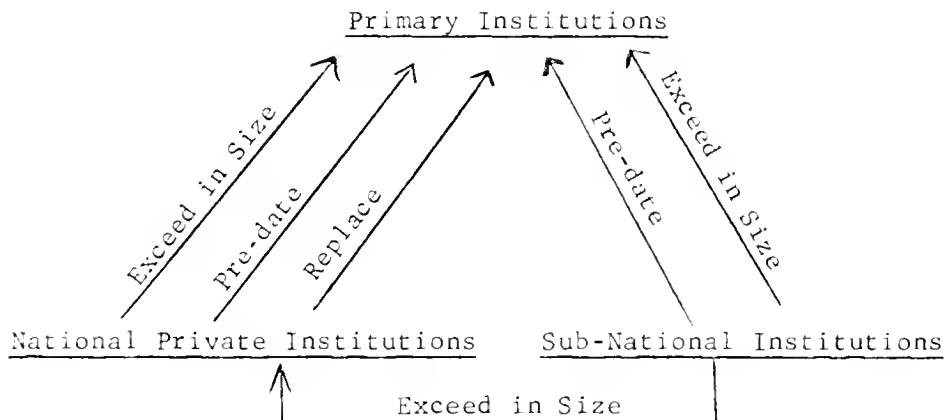 Primary Institutions
Exceed in Size
Pre-date
Replace
Pre-date
Exceed in Size
National Private Institutions
Sub-National Institutions
Exceed in Size